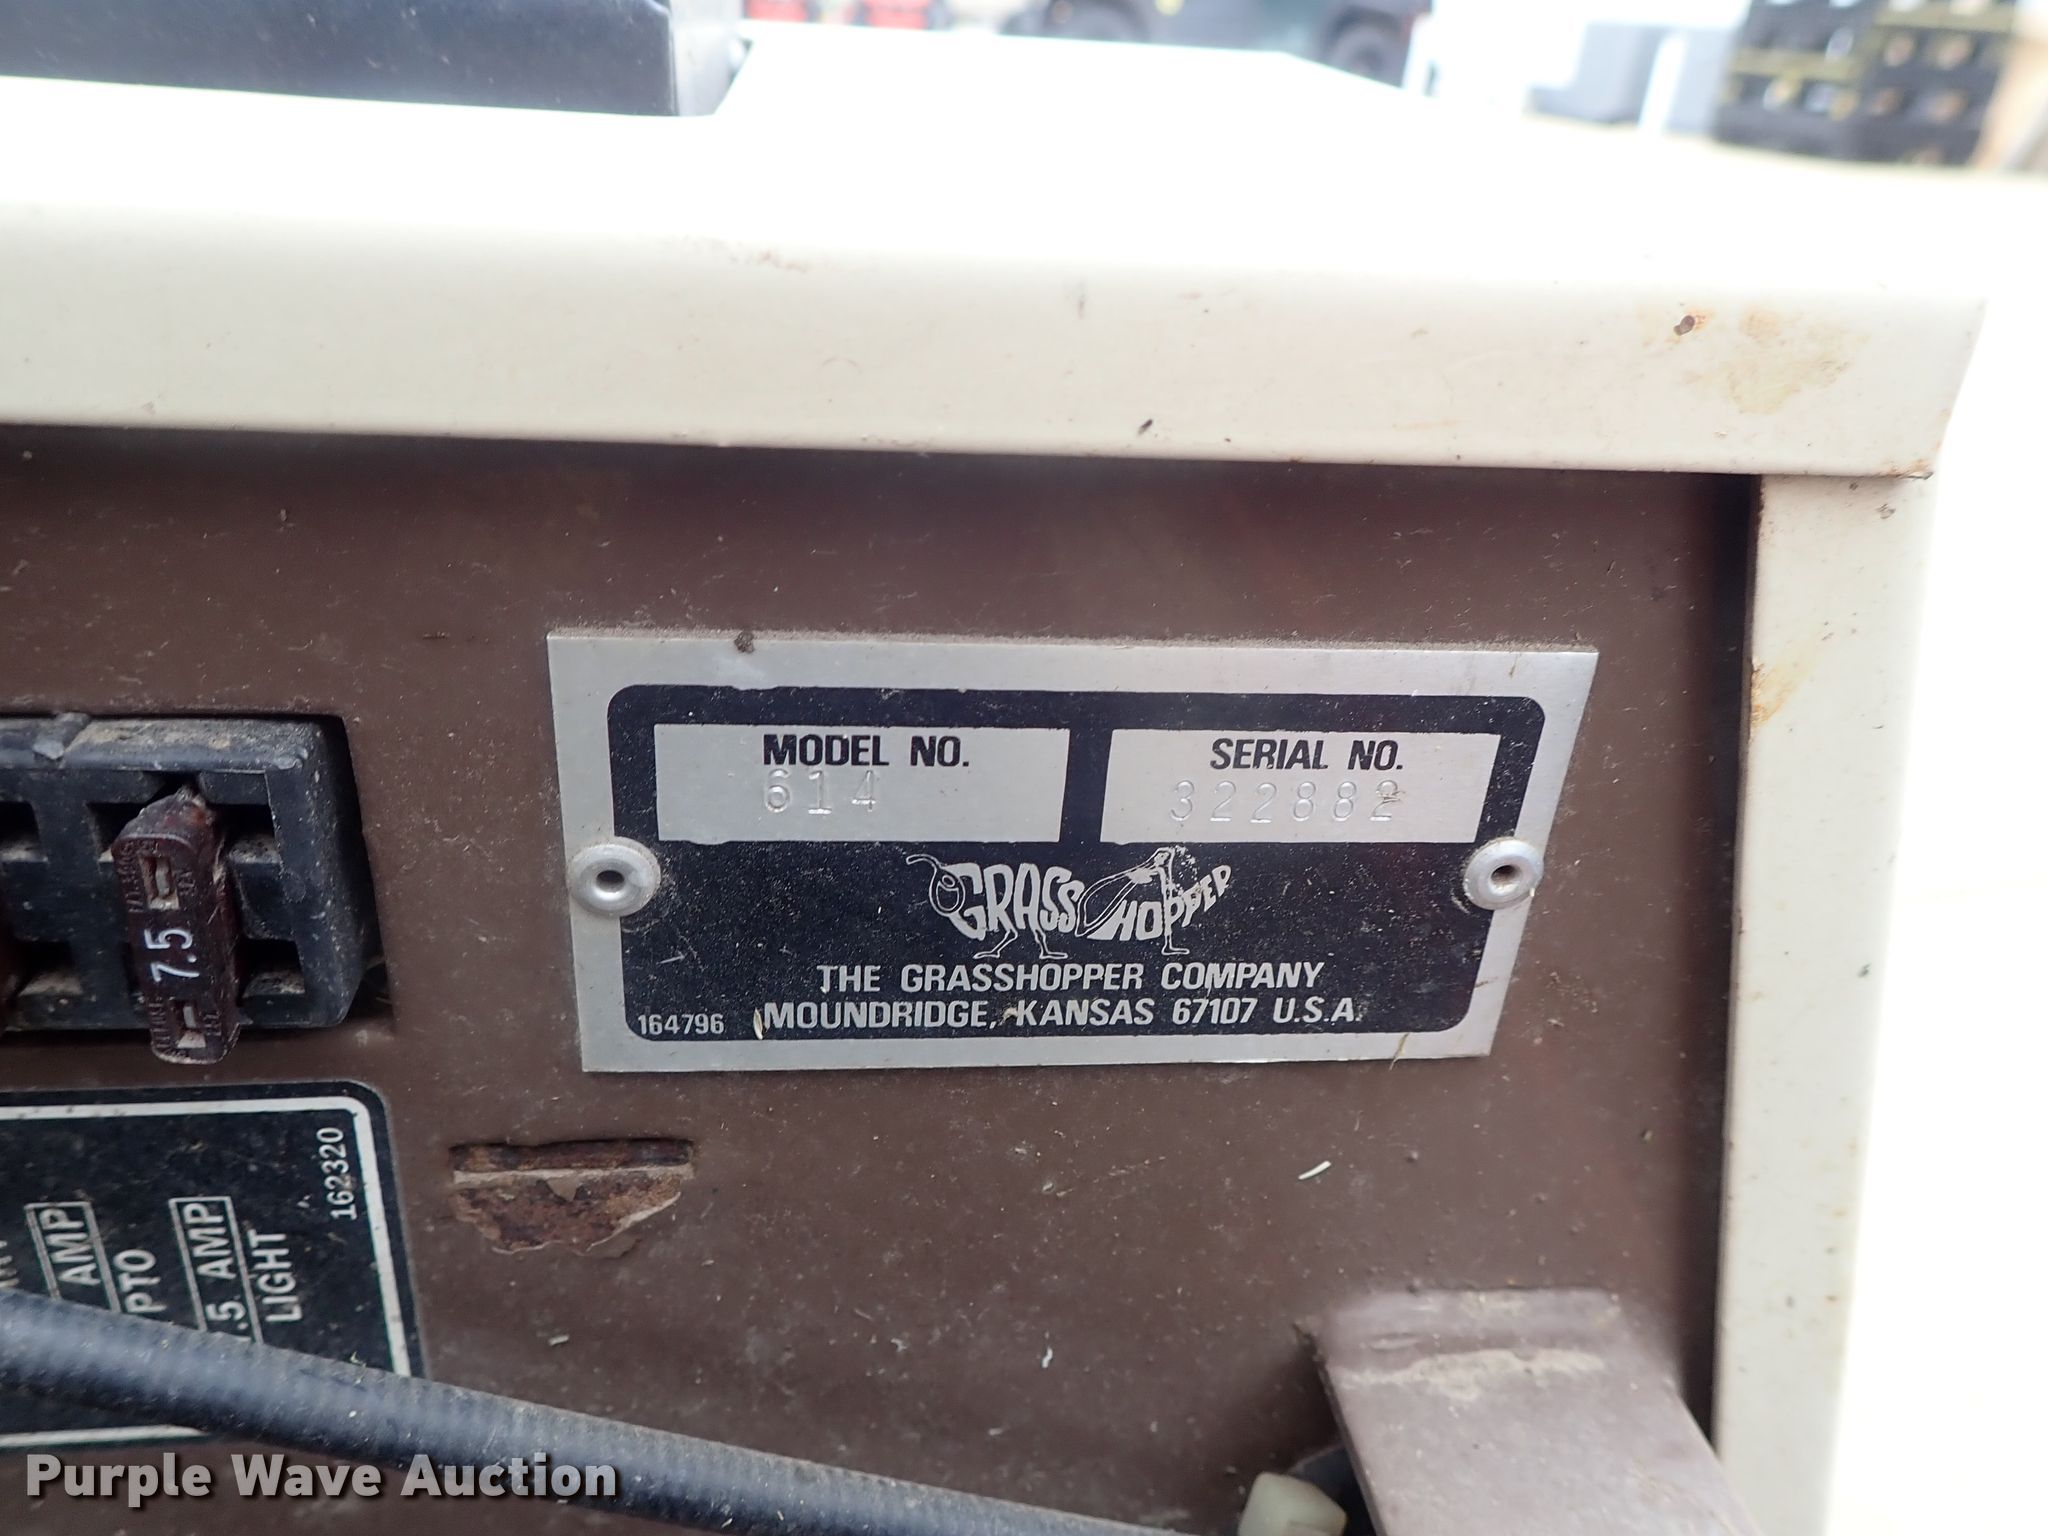 MODEL NO.
614
SERIAL NO.
322882
GRASSHOPPER
THE GRASSHOPPER COMPANY
164796 MOUNDRIDGE, KANSAS 67107 U.S.A.
7.5
AMP
PTO
.5 AMP
LIGHT
162320
Purple Wave Auction